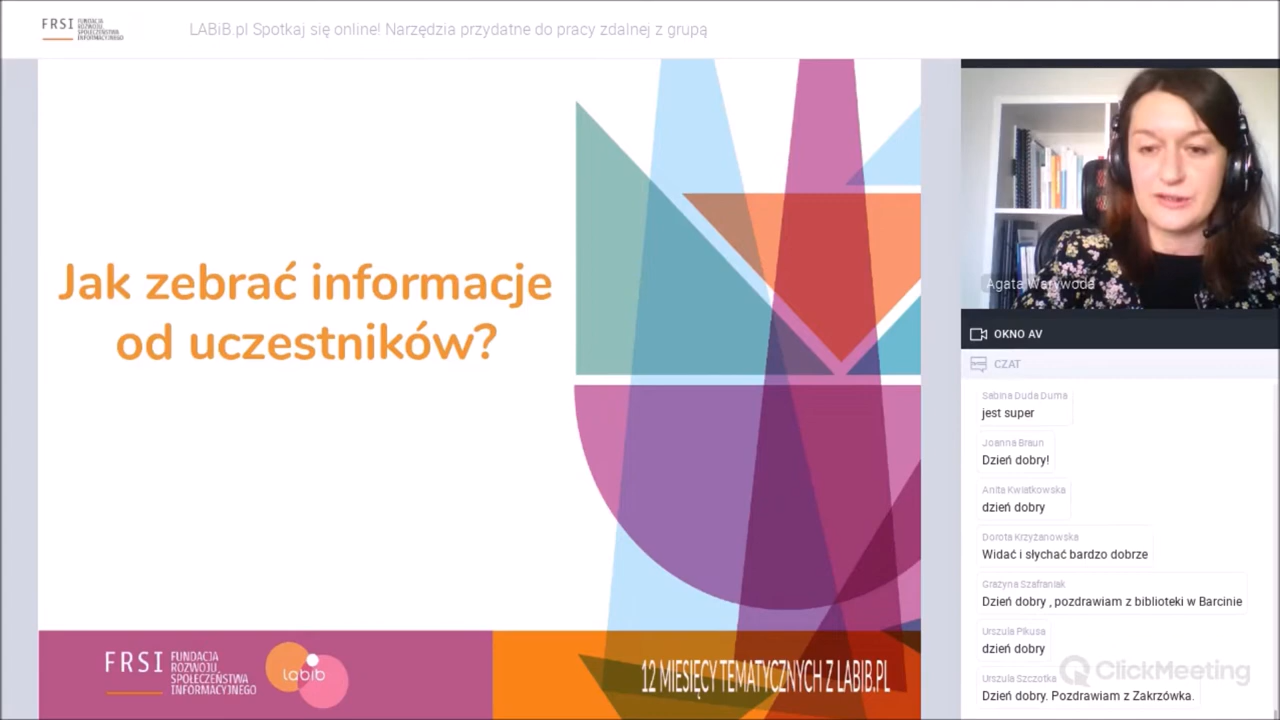 FRSI FUNDACJA
ROZWOJU
SPOŁECZEŃSTWA
INFORMACYJNEGO
LABiB.pl Spotkaj się online! Narzędzia przydatne do pracy zdalnej z grupą
Jak zebrać informacje
od uczestników?
FRSI FUNDACJA
ROZWOJU
SPOŁECZEŃSTWA
INFORMACYJNEGO
labib
12 MIESIĘCY TEMATYCZNYCH Z LABIB.PL
Agata Warywoda
OKNO AV
CZAT
Sabina Duda Duma
jest super
Joanna Braun
Dzień dobry!
Anita Kwiatkowska
dzień dobry
Dorota Krzyżanowska
Widać i słychać bardzo dobrze
Grażyna Szafraniak
Dzień dobry , pozdrawiam z biblioteki w Barcinie
Urszula Pikusa
dzień dobry
Urszula Szczotka
Dzień dobry. Pozdrawiam z Zakrzówka.
ClickMeeting